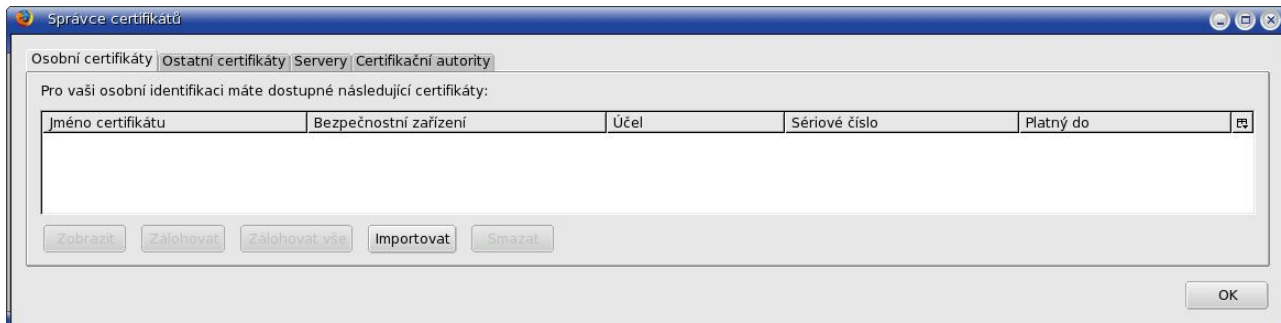 Správce certifikátů
Osobní certifikáty Ostatní certifikáty Servery Certifikační autority
Pro vaši osobní identifikaci máte dostupné následující certifikáty:
Jméno certifikátu Bezpečnostní zařízení Účel Sériové číslo Platný do
Zobrazit Zálohovat Zálohovat vše Importovat Smazat
OK